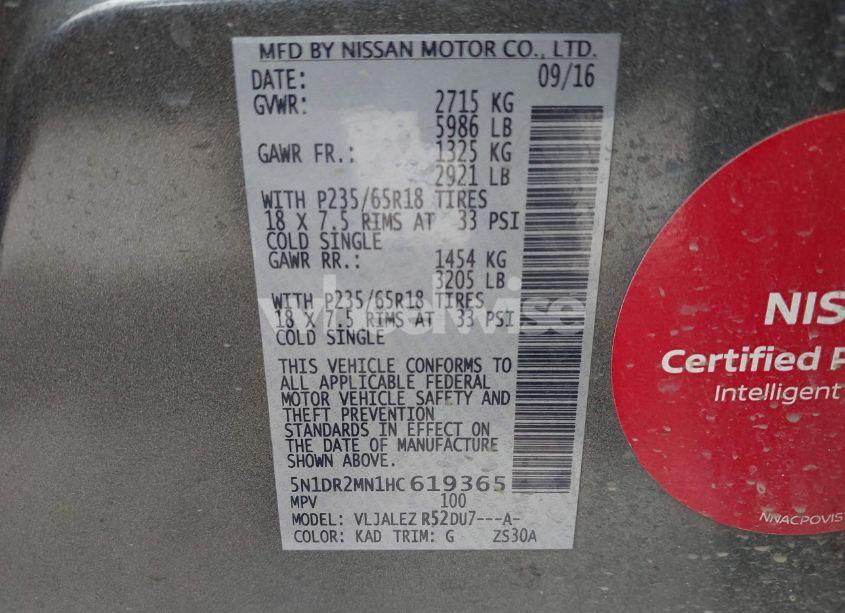 MFD BY NISSAN MOTOR CO., LTD.
DATE: 09/16
GVWR: 2715 KG
5986 LB
GAWR FR.: 1325 KG
2921 LB
WITH P235/65R18 TIRES
18 X 7.5 RIMS AT 33 PSI
COLD SINGLE
GAWR RR.: 1454 KG
3205 LB
WITH P235/65R18 TIRES
18 X 7.5 RIMS AT 33 PSI
COLD SINGLE
THIS VEHICLE CONFORMS TO
ALL APPLICABLE FEDERAL
MOTOR VEHICLE SAFETY AND
THEFT PREVENTION
STANDARDS IN EFFECT ON
THE DATE OF MANUFACTURE
SHOWN ABOVE.
5N1DR2MN1HC619365
MPV 100
MODEL: VLJALEZ R52DU7---A-
COLOR: KAD TRIM: G ZS30A
NIS
Certified P
Intelligent
NNACPOVIS